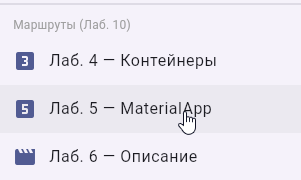 Маршруты (Лаб. 10)
3 Лаб. 4 — Контейнеры
5 Лаб. 5 — MaterialApp
Лаб. 6 — Описание